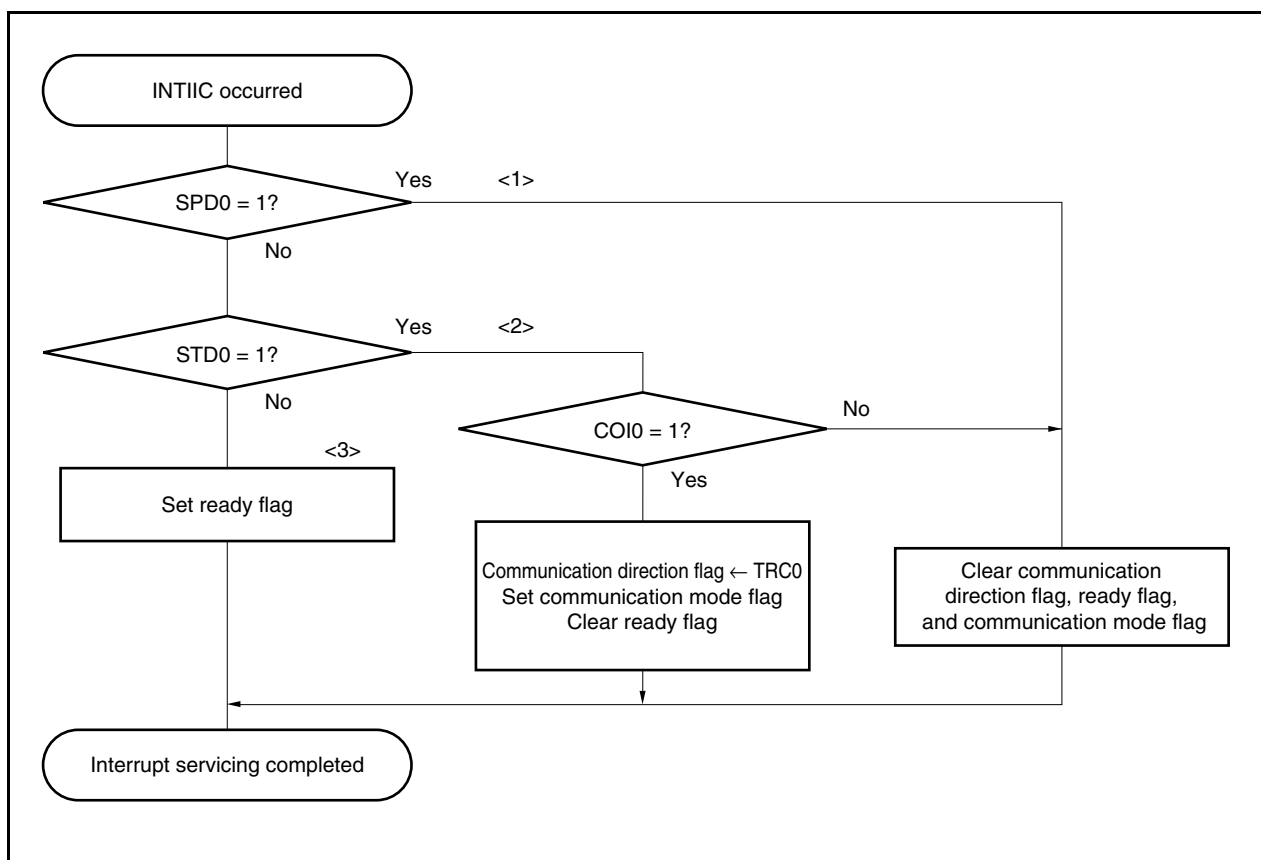 INTIIC occurred
Yes <1>
SPD0 = 1?
No
Yes <2>
STD0 = 1?
No
No
COI0 = 1?
<3>
Yes
Set ready flag
Communication direction flag ← TRC0
Set communication mode flag
Clear ready flag
Clear communication
direction flag, ready flag,
and communication mode flag
Interrupt servicing completed